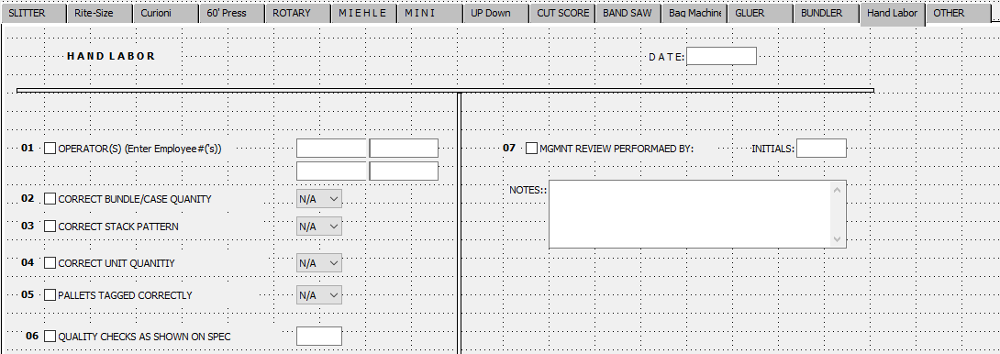 SLITTER Rite-Size Curioni 60' Press ROTARY M I E H L E M I N I UP Down CUT SCORE BAND SAW Bag Machine GLUER BUNDLER Hand Labor OTHER
HAND LABOR
DATE:
01 OPERATOR(S) (Enter Employee#('s))
02 CORRECT BUNDLE/CASE QUANITY N/A
03 CORRECT STACK PATTERN N/A
04 CORRECT UNIT QUANITIY N/A
05 PALLETS TAGGED CORRECTLY N/A
06 QUALITY CHECKS AS SHOWN ON SPEC
07 MGMNT REVIEW PERFORMAED BY: INITIALS:
NOTES::